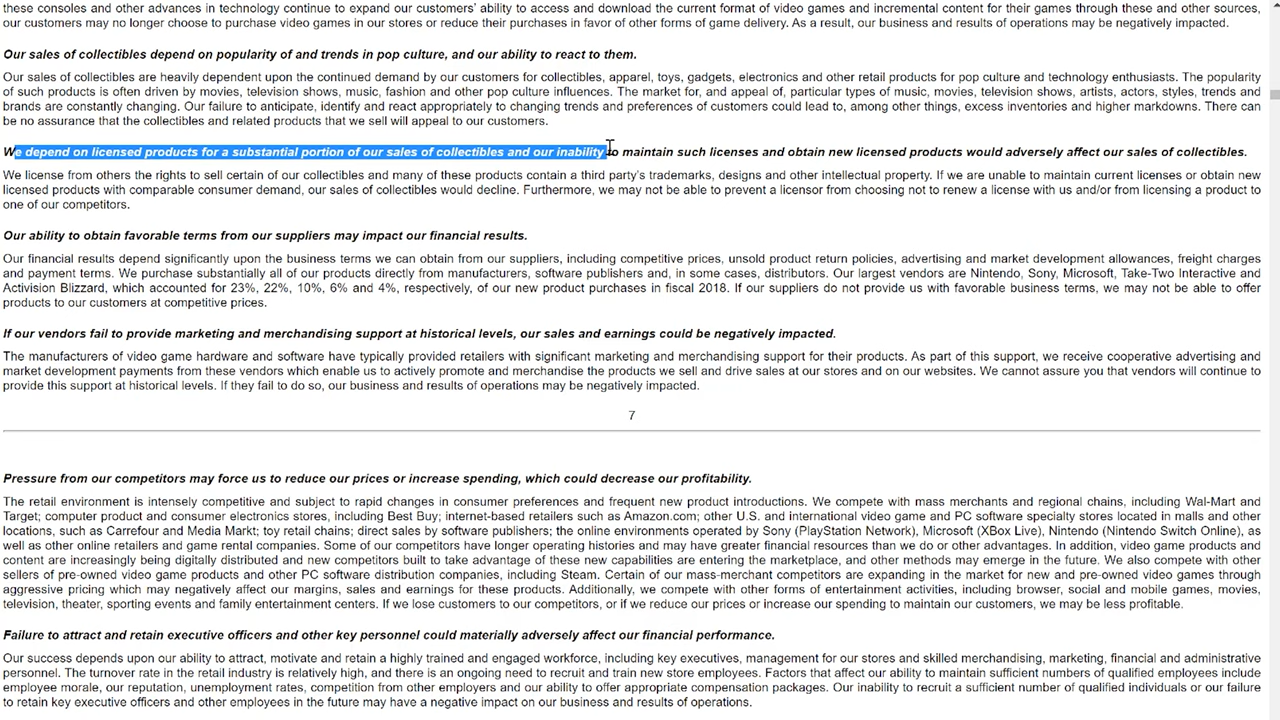 these consoles and other advances in technology continue to expand our customers' ability to access and download the current format of video games and incremental content for their games through these and other sources,
our customers may no longer choose to purchase video games in our stores or reduce their purchases in favor of other forms of game delivery. As a result, our business and results of operations may be negatively impacted.
Our sales of collectibles depend on popularity of and trends in pop culture, and our ability to react to them.
Our sales of collectibles are heavily dependent upon the continued demand by our customers for collectibles, apparel, toys, gadgets, electronics and other retail products for pop culture and technology enthusiasts. The popularity
of such products is often driven by movies, television shows, music, fashion and other pop culture influences. The market for, and appeal of, particular types of music, movies, television shows, artists, actors, styles, trends and
brands are constantly changing. Our failure to anticipate, identify and react appropriately to changing trends and preferences of customers could lead to, among other things, excess inventories and higher markdowns. There can
be no assurance that the collectibles and related products that we sell will appeal to our customers.
We depend on licensed products for a substantial portion of our sales of collectibles and our inability to maintain such licenses and obtain new licensed products would adversely affect our sales of collectibles.
We license from others the rights to sell certain of our collectibles and many of these products contain a third party's trademarks, designs and other intellectual property. If we are unable to maintain current licenses or obtain new
licensed products with comparable consumer demand, our sales of collectibles would decline. Furthermore, we may not be able to prevent a licensor from choosing not to renew a license with us and/or from licensing a product to
one of our competitors.
Our ability to obtain favorable terms from our suppliers may impact our financial results.
Our financial results depend significantly upon the business terms we can obtain from our suppliers, including competitive prices, unsold product return policies, advertising and market development allowances, freight charges
and payment terms. We purchase substantially all of our products directly from manufacturers, software publishers and, in some cases, distributors. Our largest vendors are Nintendo, Sony, Microsoft, Take-Two Interactive and
Activision Blizzard, which accounted for 23%, 22%, 10%, 6% and 4%, respectively, of our new product purchases in fiscal 2018. If our suppliers do not provide us with favorable business terms, we may not be able to offer
products to our customers at competitive prices.
If our vendors fail to provide marketing and merchandising support at historical levels, our sales and earnings could be negatively impacted.
The manufacturers of video game hardware and software have typically provided retailers with significant marketing and merchandising support for their products. As part of this support, we receive cooperative advertising and
market development payments from these vendors which enable us to actively promote and merchandise the products we sell and drive sales at our stores and on our websites. We cannot assure you that vendors will continue to
provide this support at historical levels. If they fail to do so, our business and results of operations may be negatively impacted.
7
Pressure from our competitors may force us to reduce our prices or increase spending, which could decrease our profitability.
The retail environment is intensely competitive and subject to rapid changes in consumer preferences and frequent new product introductions. We compete with mass merchants and regional chains, including Wal-Mart and
Target; computer product and consumer electronics stores, including Best Buy; internet-based retailers such as Amazon.com; other U.S. and international video game and PC software specialty stores located in malls and other
locations, such as Carrefour and Media Markt; toy retail chains; direct sales by software publishers; the online environments operated by Sony (PlayStation Network), Microsoft (XBox Live), Nintendo (Nintendo Switch Online), as
well as other online retailers and game rental companies. Some of our competitors have longer operating histories and may have greater financial resources than we do or other advantages. In addition, video game products and
content are increasingly being digitally distributed and new competitors built to take advantage of these new capabilities are entering the marketplace, and other methods may emerge in the future. We also compete with other
sellers of pre-owned video game products and other PC software distribution companies, including Steam. Certain of our mass-merchant competitors are expanding in the market for new and pre-owned video games through
aggressive pricing which may negatively affect our margins, sales and earnings for these products. Additionally, we compete with other forms of entertainment activities, including browser, social and mobile games, movies,
television, theater, sporting events and family entertainment centers. If we lose customers to our competitors, or if we reduce our prices or increase our spending to maintain our customers, we may be less profitable.
Failure to attract and retain executive officers and other key personnel could materially adversely affect our financial performance.
Our success depends upon our ability to attract, motivate and retain a highly trained and engaged workforce, including key executives, management for our stores and skilled merchandising, marketing, financial and administrative
personnel. The turnover rate in the retail industry is relatively high, and there is an ongoing need to recruit and train new store employees. Factors that affect our ability to maintain sufficient numbers of qualified employees include
employee morale, our reputation, unemployment rates, competition from other employers and our ability to offer appropriate compensation packages. Our inability to recruit a sufficient number of qualified individuals or our failure
to retain key executive officers and other employees in the future may have a negative impact on our business and results of operations.